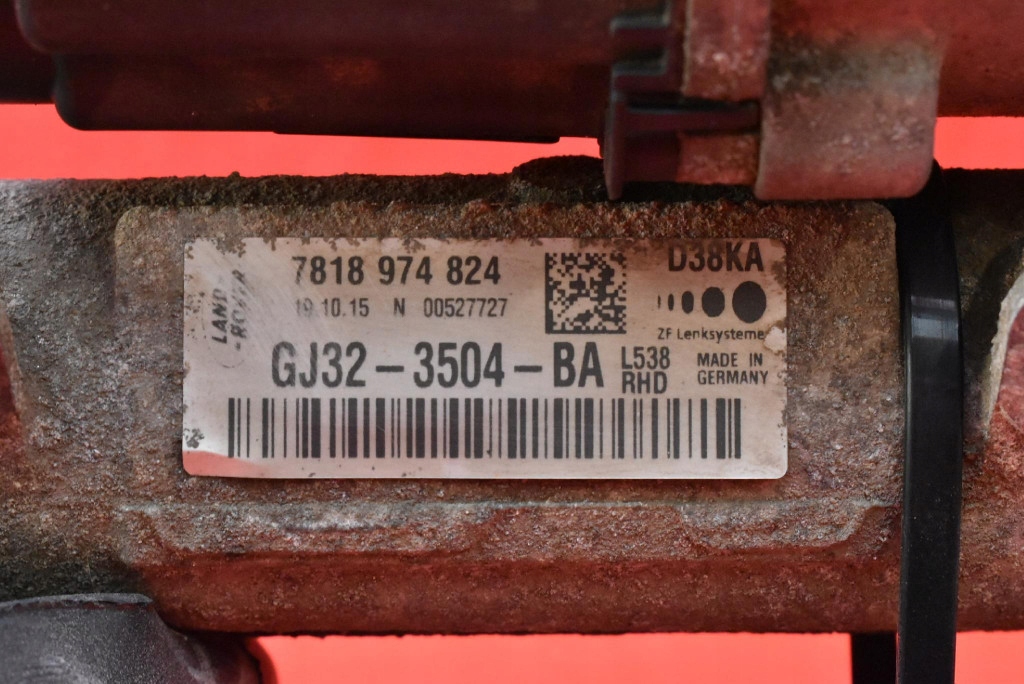 LAND
-ROVER
7818 974 824
19.10.15 N 00527727
D38KA
ZF Lenksysteme
GJ32-3504-BA
L538
RHD
MADE IN
GERMANY